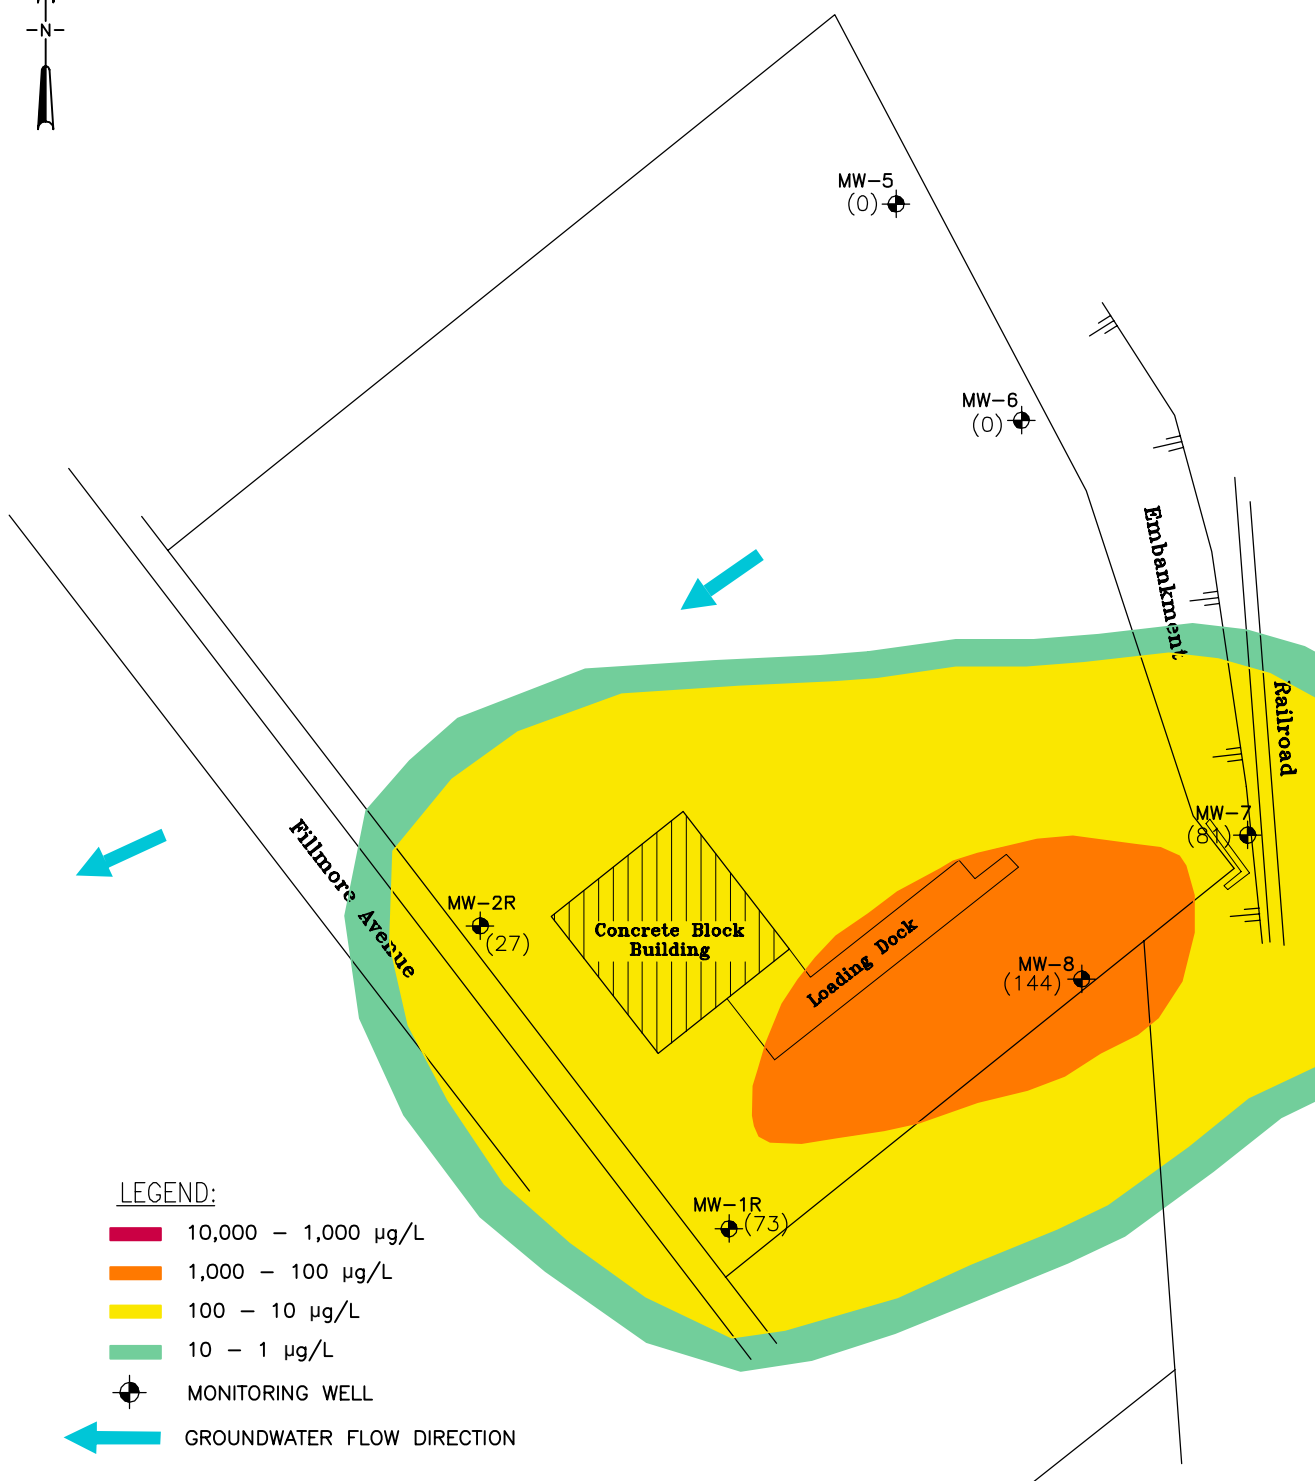 -N-
MW-5
(0)
MW-6
(0)
Embankment
Railroad
MW-7
(81)
Fillmore Avenue
MW-2R
(27)
Concrete Block
Building
Loading Dock
MW-8
(144)
MW-1R
(73)
LEGEND:
10,000 – 1,000 µg/L
1,000 – 100 µg/L
100 – 10 µg/L
10 – 1 µg/L
MONITORING WELL
GROUNDWATER FLOW DIRECTION